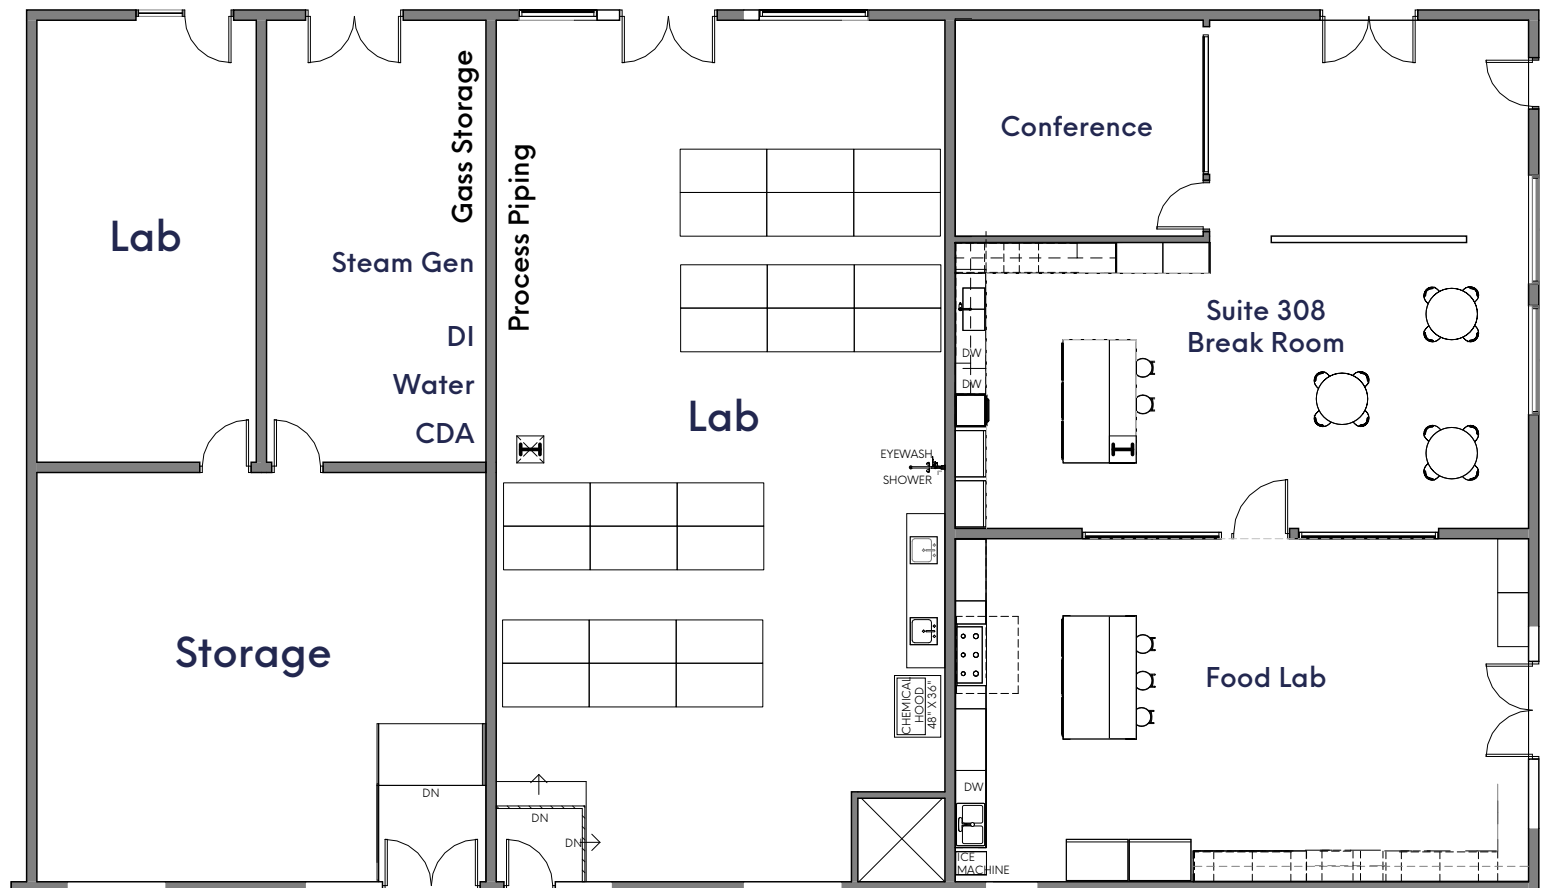 Lab
Gass Storage
Steam Gen
DI
Water
CDA
Process Piping
Lab
EYEWASH
SHOWER
CHEMICAL
HOOD
48" X 36"
Conference
Suite 308
Break Room
DW
DW
Storage
DN
DN
DN
Food Lab
DW
ICE
MACHINE